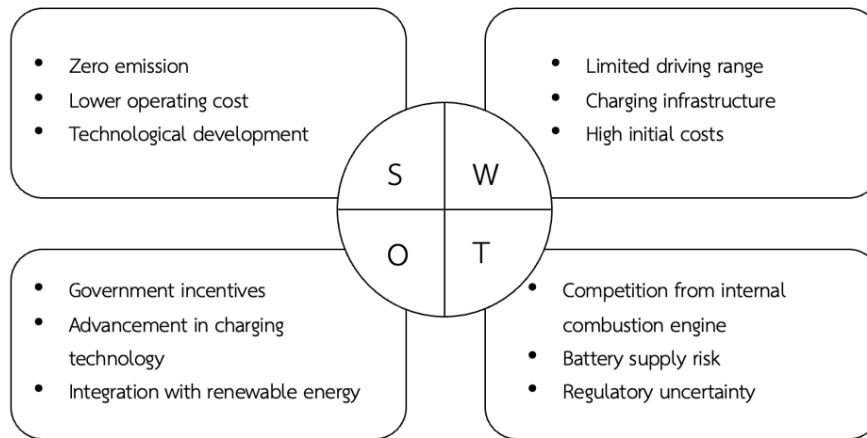 • Zero emission
• Lower operating cost
• Technological development
• Limited driving range
• Charging infrastructure
• High initial costs
S
W
O
T
• Government incentives
• Advancement in charging
technology
• Integration with renewable energy
• Competition from internal
combustion engine
• Battery supply risk
• Regulatory uncertainty